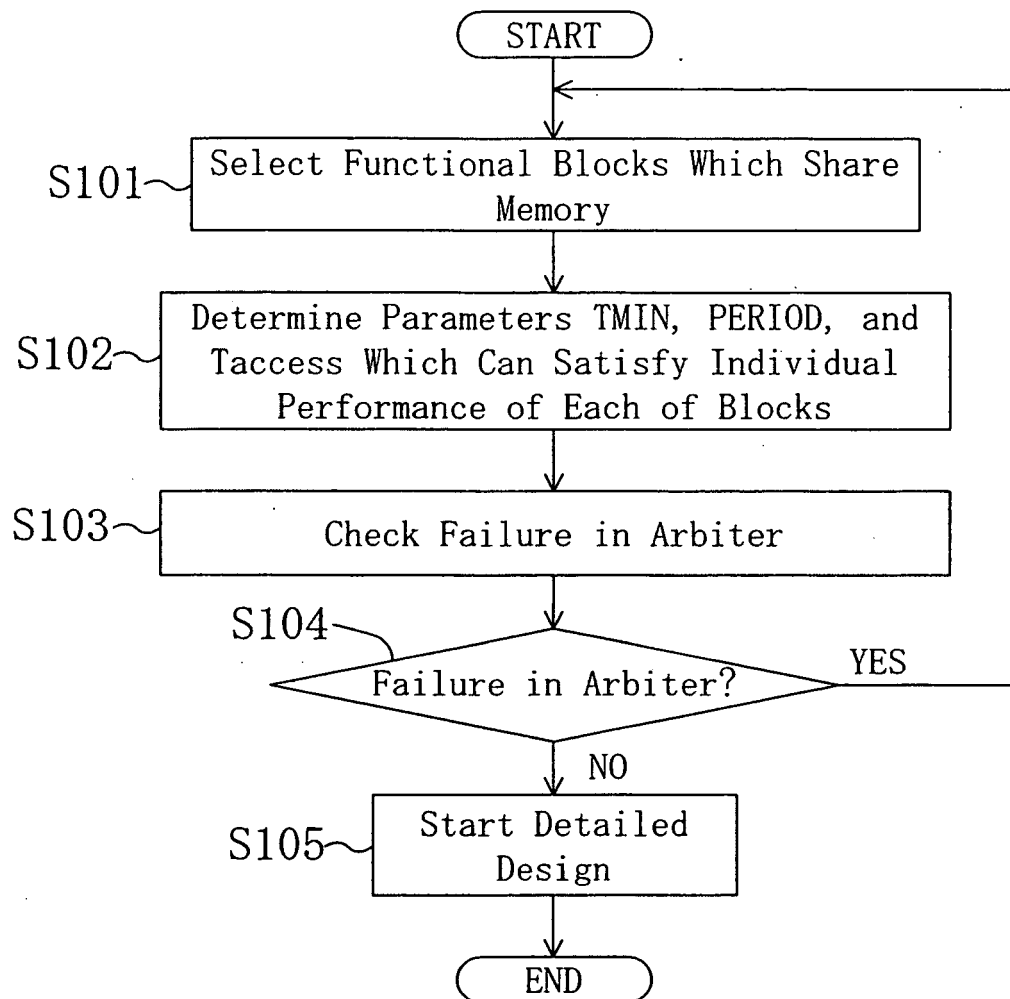 START
S101
Select Functional Blocks Which Share
Memory
S102
Determine Parameters TMIN, PERIOD, and
Taccess Which Can Satisfy Individual
Performance of Each of Blocks
S103
Check Failure in Arbiter
S104
Failure in Arbiter?
YES
NO
S105
Start Detailed
Design
END